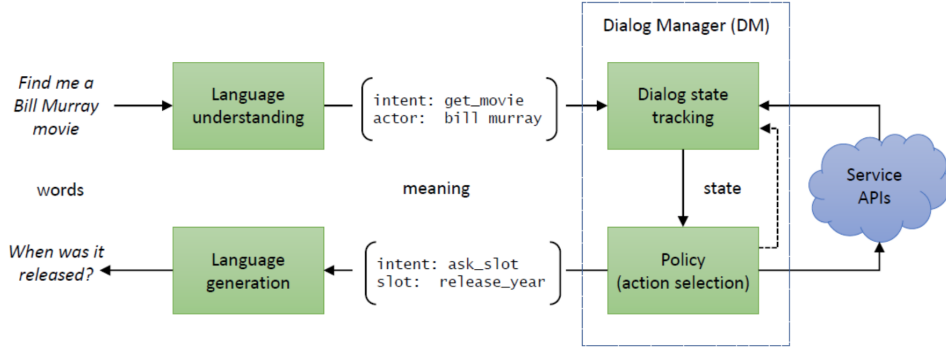 Dialog Manager (DM)
Find me a
Bill Murray
movie
Language
understanding
intent: get_movie
actor: bill murray
Dialog state
tracking
words
meaning
state
Service
APIs
When was it
released?
Language
generation
intent: ask_slot
slot: release_year
Policy
(action selection)